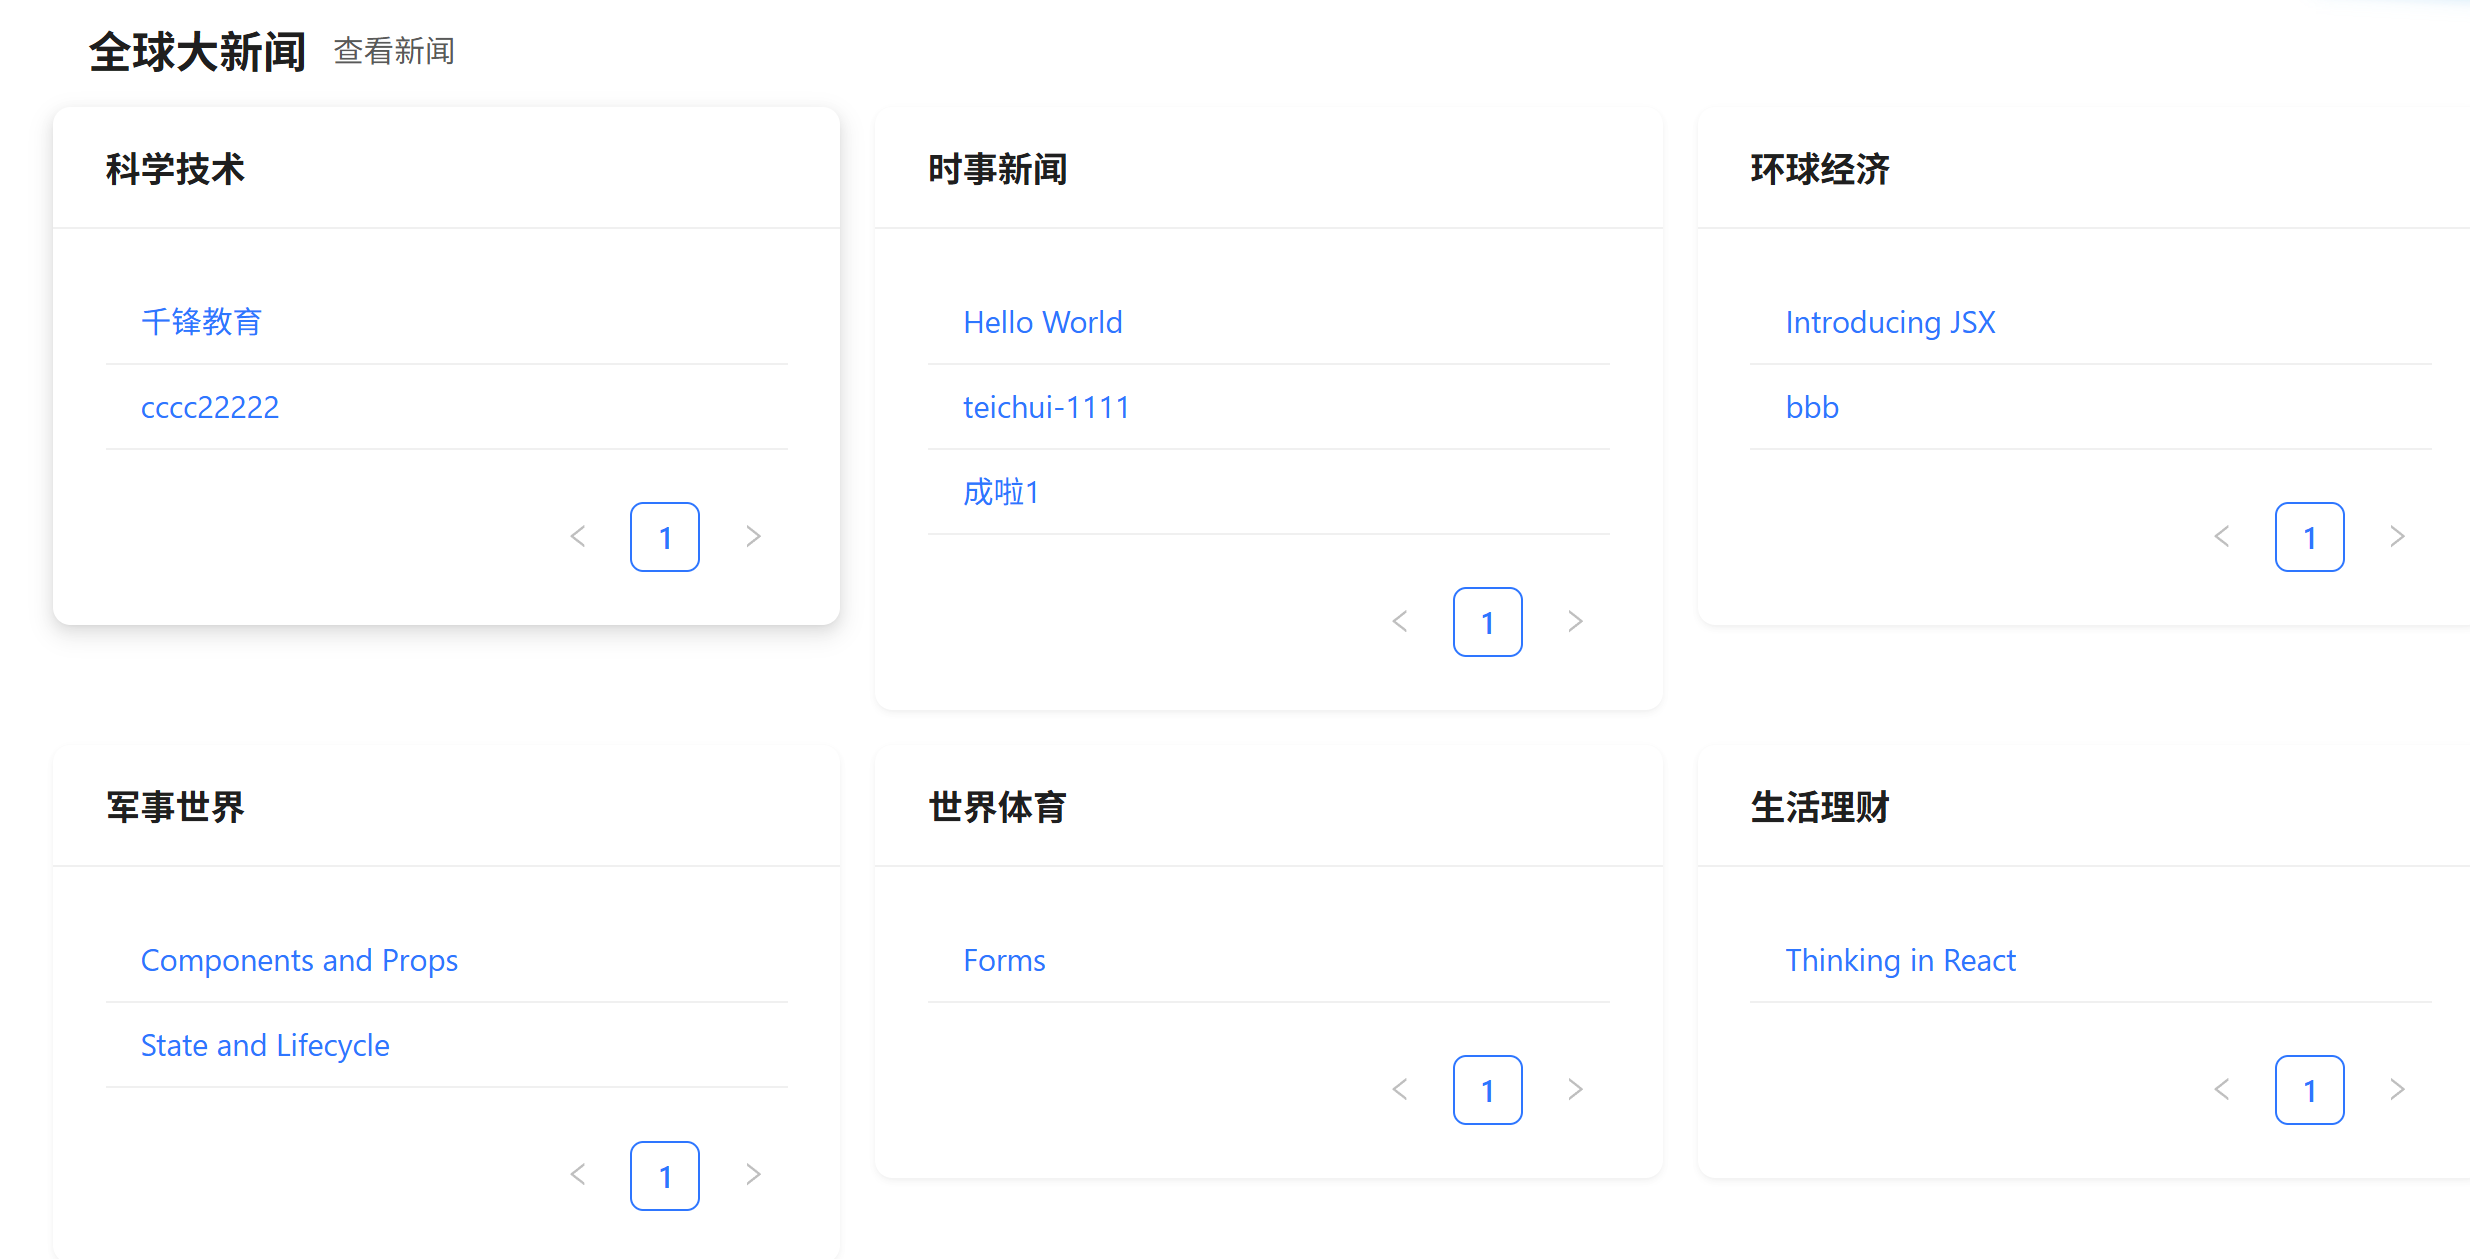 全球大新闻 查看新闻
科学技术
千锋教育
cccc22222
1
时事新闻
Hello World
teichui-1111
成啦1
1
环球经济
Introducing JSX
bbb
1
军事世界
Components and Props
State and Lifecycle
1
世界体育
Forms
1
生活理财
Thinking in React
1